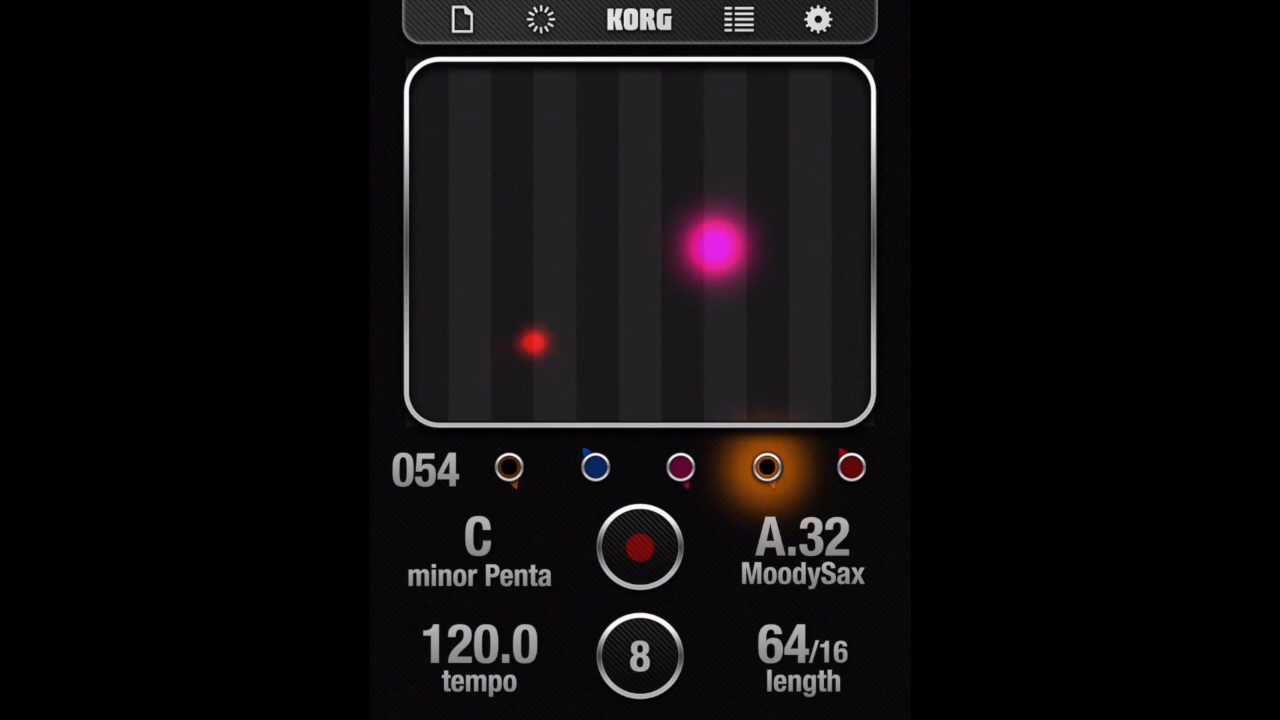 KORG
054
C
minor Penta
A.32
MoodySax
120.0
tempo
8
64/16
length